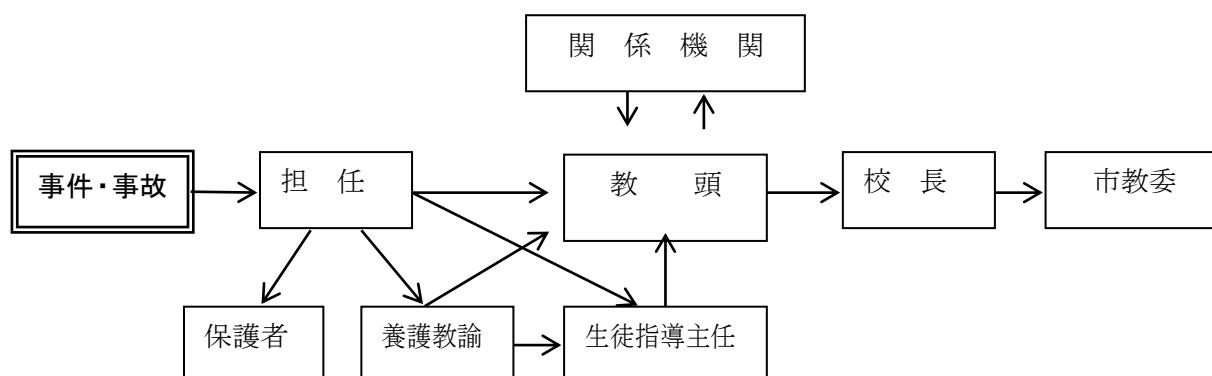 関係機関
事件・事故
担任
教頭
校長
市教委
保護者
養護教諭
生徒指導主任